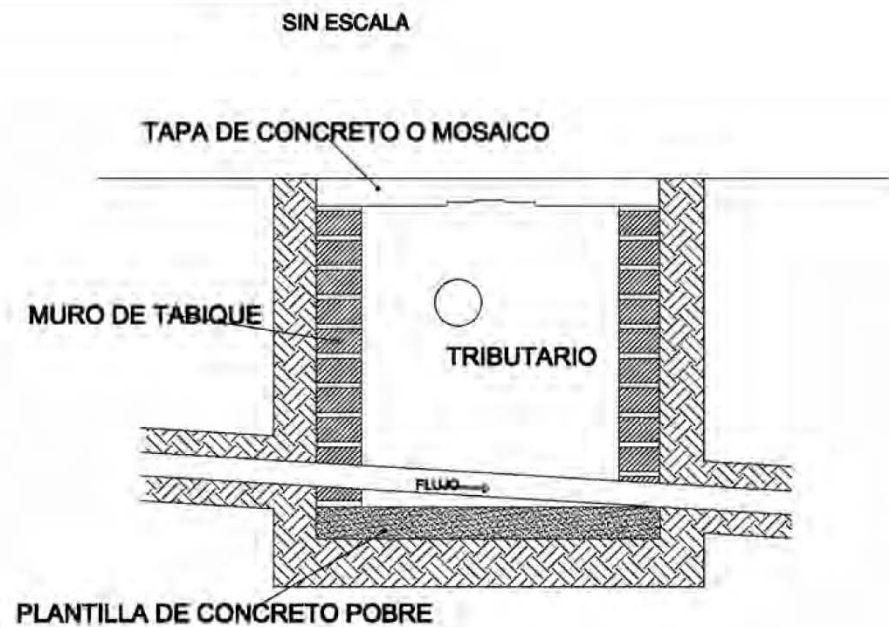 SIN ESCALA
TAPA DE CONCRETO O MOSAICO
MURO DE TABIQUE
TRIBUTARIO
FLUJO
PLANTILLA DE CONCRETO POBRE